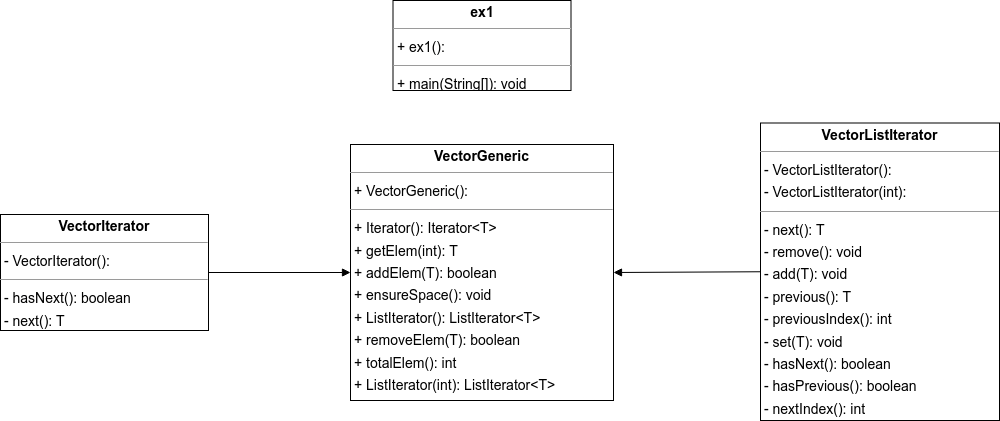 ex1
+ ex1():
+ main(String[]): void
VectorGeneric
+ VectorGeneric():
+ Iterator(): Iterator<T>
+ getElem(int): T
+ addElem(T): boolean
+ ensureSpace(): void
+ ListIterator(): ListIterator<T>
+ removeElem(T): boolean
+ totalElem(): int
+ ListIterator(int): ListIterator<T>
VectorIterator
- VectorIterator():
- hasNext(): boolean
- next(): T
VectorListIterator
- VectorListIterator():
- VectorListIterator(int):
- next(): T
- remove(): void
- add(T): void
- previous(): T
- previousIndex(): int
- set(T): void
- hasNext(): boolean
- hasPrevious(): boolean
- nextIndex(): int